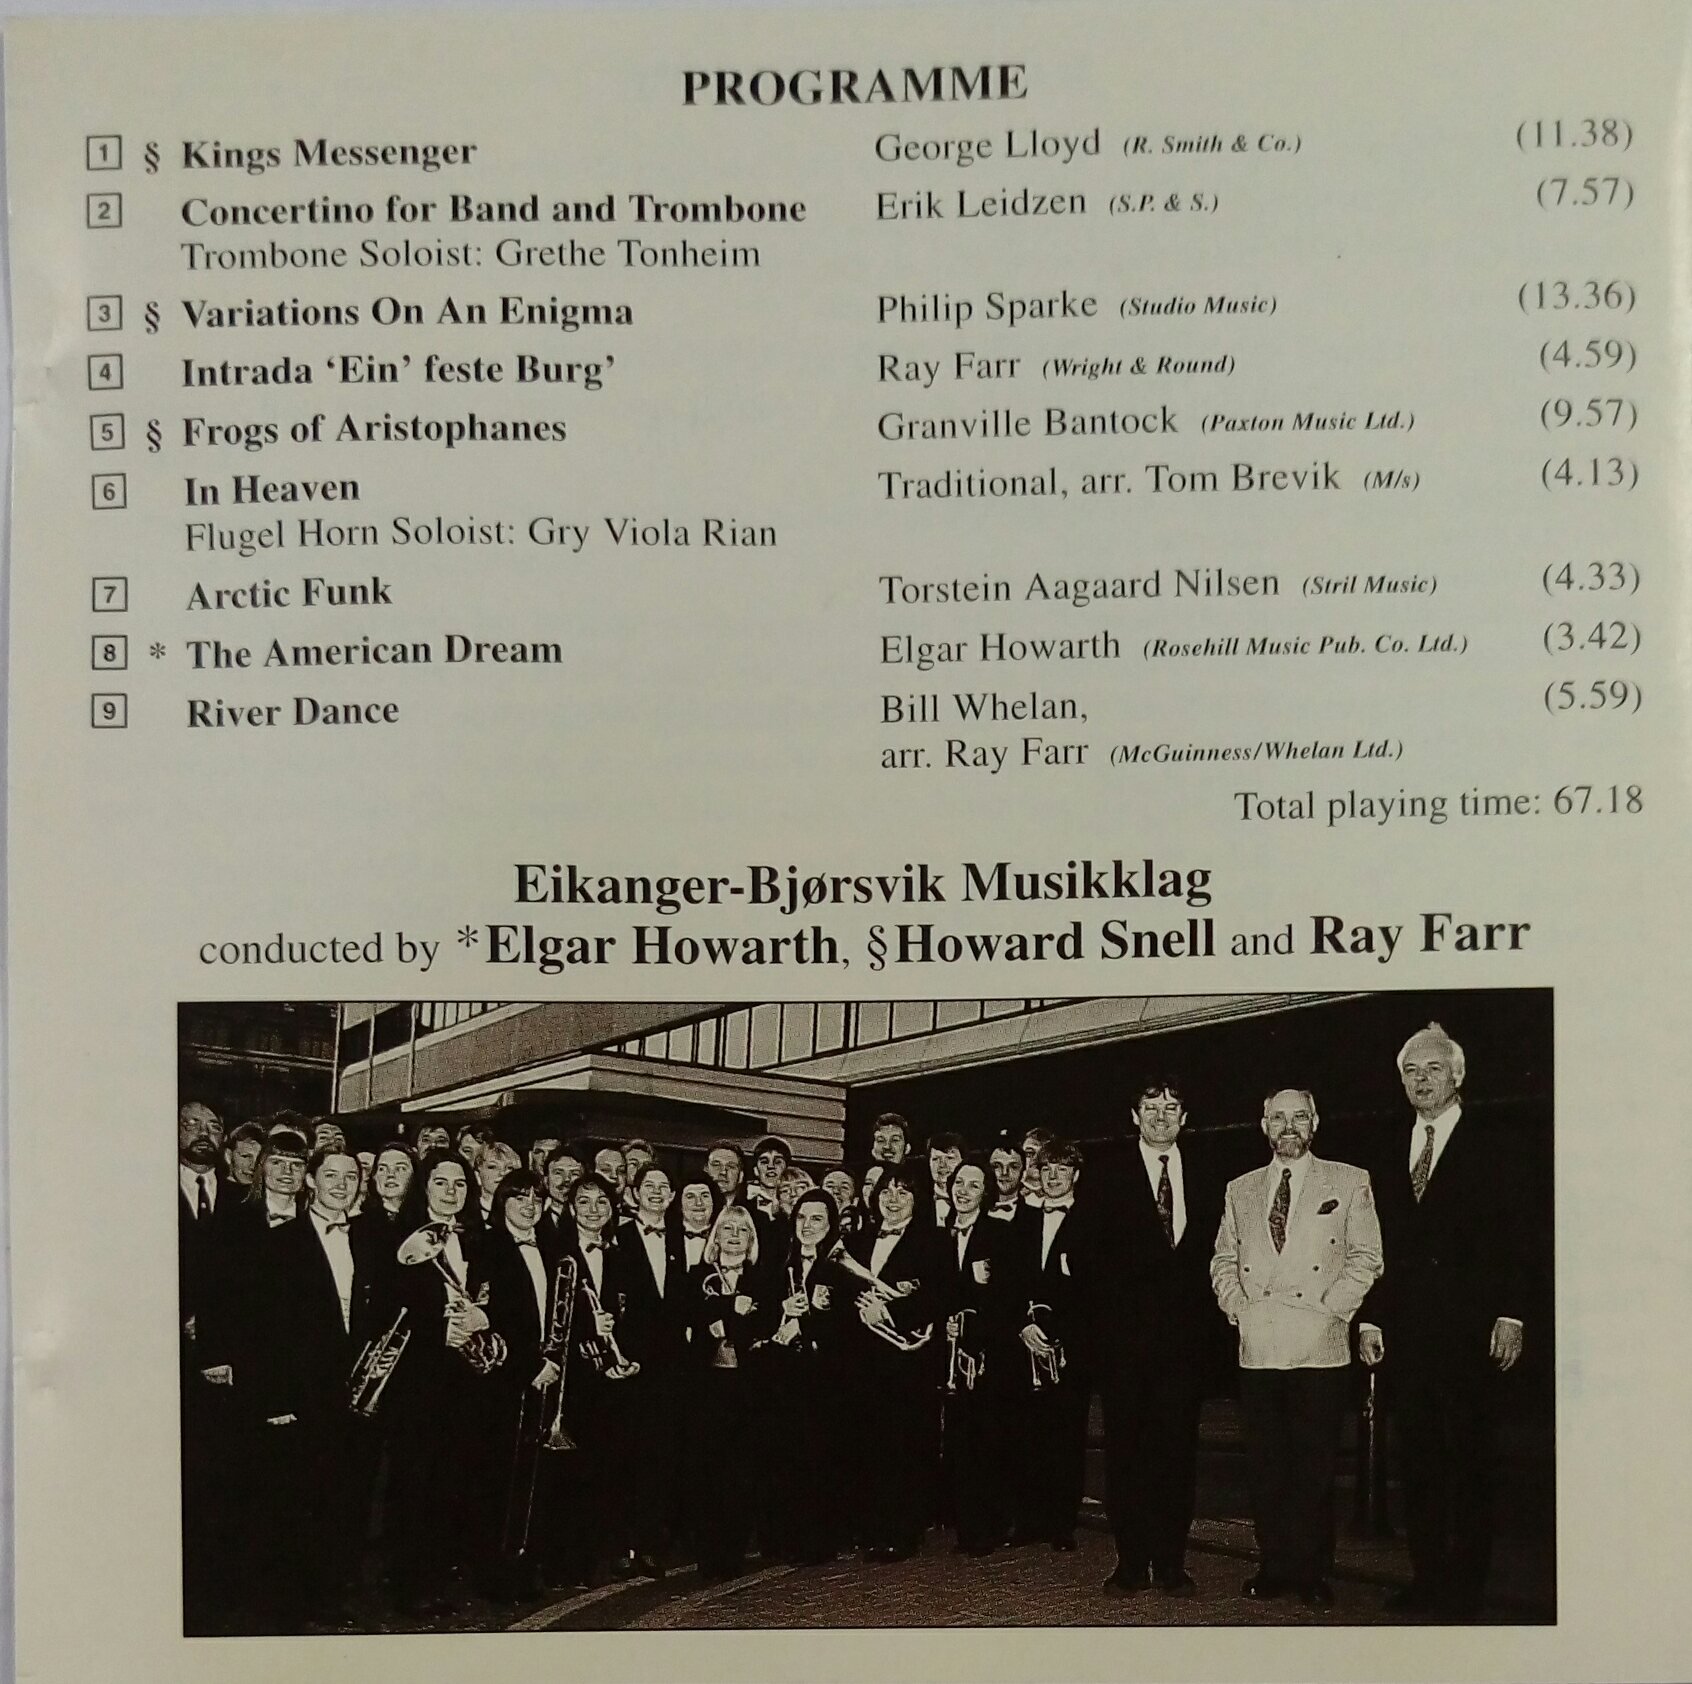 PROGRAMME
1 § Kings Messenger George Lloyd (R. Smith & Co.) (11.38)
2 Concertino for Band and Trombone Erik Leidzen (S.P. & S.) (7.57)
Trombone Soloist: Grethe Tonheim
3 § Variations On An Enigma Philip Sparke (Studio Music) (13.36)
4 Intrada ‘Ein’ feste Burg’ Ray Farr (Wright & Round) (4.59)
5 § Frogs of Aristophanes Granville Bantock (Paxton Music Ltd.) (9.57)
6 In Heaven Traditional, arr. Tom Brevik (M/s) (4.13)
Flugel Horn Soloist: Gry Viola Rian
7 Arctic Funk Torstein Aagaard Nilsen (Stril Music) (4.33)
8 * The American Dream Elgar Howarth (Rosehill Music Pub. Co. Ltd.) (3.42)
9 River Dance Bill Whelan, (5.59)
arr. Ray Farr (McGuinness/Whelan Ltd.)
Total playing time: 67.18
Eikanger-Bjørsvik Musikklag
conducted by *Elgar Howarth, §Howard Snell and Ray Farr